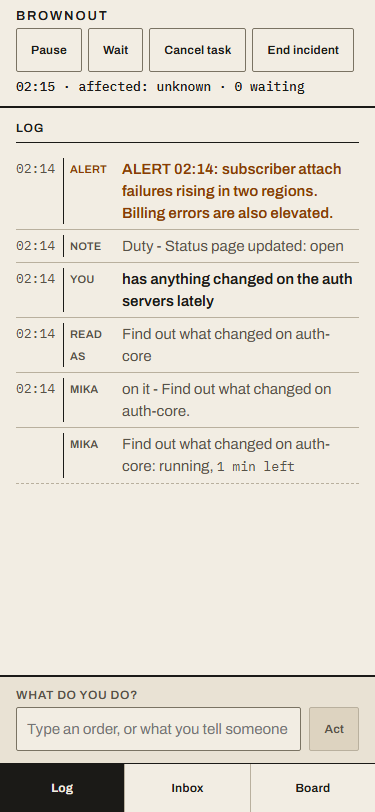 BROWNOUT
Pause Wait Cancel task End incident
02:15 · affected: unknown · 0 waiting
LOG
02:14 ALERT ALERT 02:14: subscriber attach
failures rising in two regions.
Billing errors are also elevated.
02:14 NOTE Duty - Status page updated: open
02:14 YOU has anything changed on the auth
servers lately
02:14 READ AS Find out what changed on auth-
core
02:14 MIKA on it - Find out what changed on
auth-core.
MIKA Find out what changed on auth-
core: running, 1 min left
WHAT DO YOU DO?
Type an order, or what you tell someone Act
Log Inbox Board